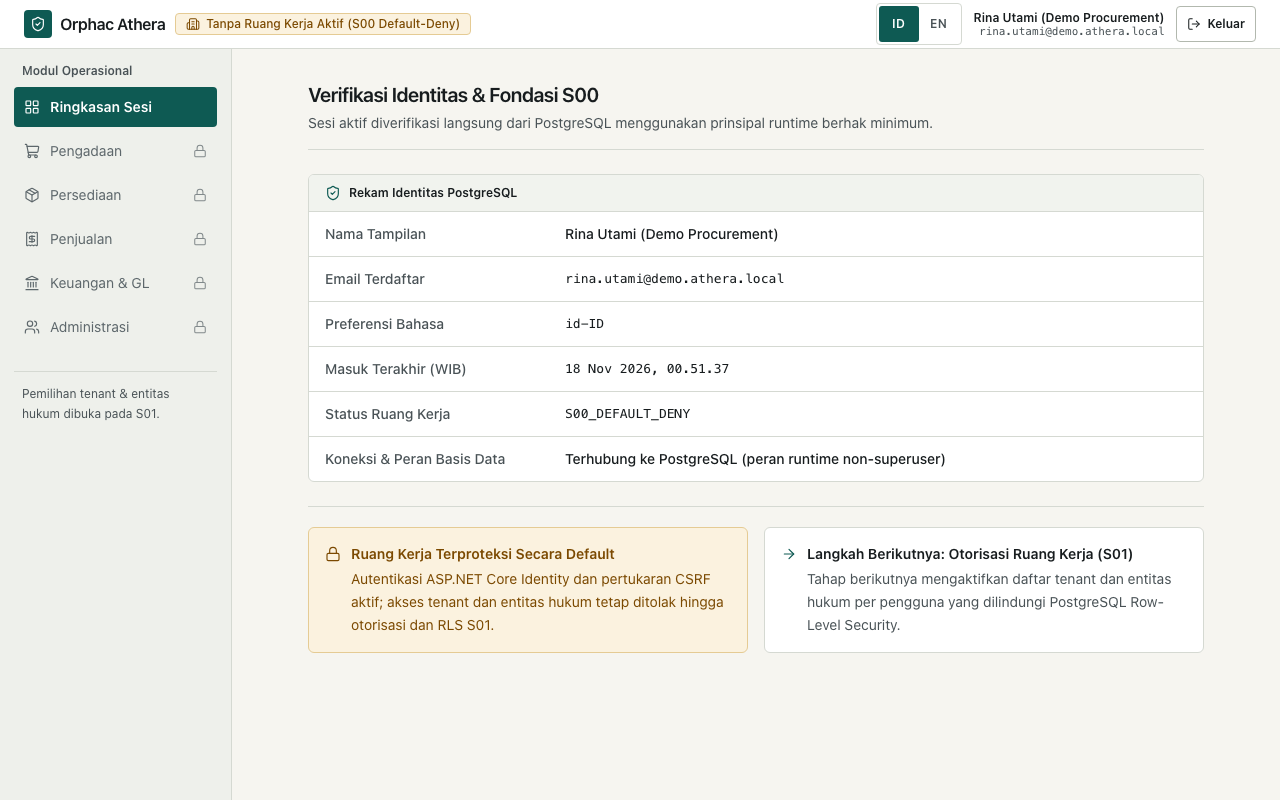 Orphac Athera
Tanpa Ruang Kerja Aktif (S00 Default-Deny)
ID
EN
Rina Utami (Demo Procurement)
rina.utami@demo.athera.local
Keluar
Modul Operasional
Ringkasan Sesi
Pengadaan
Persediaan
Penjualan
Keuangan & GL
Administrasi
Pemilihan tenant & entitas
hukum dibuka pada S01.
Verifikasi Identitas & Fondasi S00
Sesi aktif diverifikasi langsung dari PostgreSQL menggunakan prinsipal runtime berhak minimum.
Rekam Identitas PostgreSQL
Nama Tampilan
Rina Utami (Demo Procurement)
Email Terdaftar
rina.utami@demo.athera.local
Preferensi Bahasa
id-ID
Masuk Terakhir (WIB)
18 Nov 2026, 00.51.37
Status Ruang Kerja
S00_DEFAULT_DENY
Koneksi & Peran Basis Data
Terhubung ke PostgreSQL (peran runtime non-superuser)
Ruang Kerja Terproteksi Secara Default
Autentikasi ASP.NET Core Identity dan pertukaran CSRF
aktif; akses tenant dan entitas hukum tetap ditolak hingga
otorisasi dan RLS S01.
Langkah Berikutnya: Otorisasi Ruang Kerja (S01)
Tahap berikutnya mengaktifkan daftar tenant dan entitas
hukum per pengguna yang dilindungi PostgreSQL Row-
Level Security.